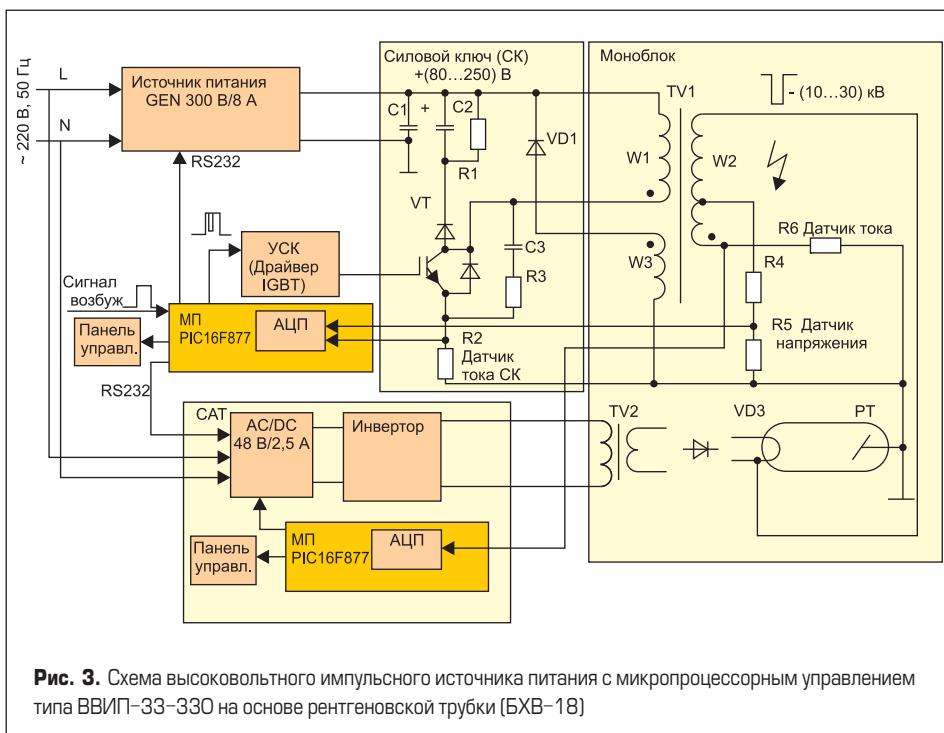 ~ 220 В, 50 Гц
L
N
Источник питания
GEN 300 В/8 А
RS232
Силовой ключ (СК)
+(80...250) В
C1
+
C2
R1
VD1
VT
C3
R3
R2
Датчик
тока СК
Моноблок
TV1
- (10...30) кВ
W1
W2
W3
R6 Датчик тока
R4
R5 Датчик
напряжения
УСК
(Драйвер
IGBT)
Сигнал
возбуж
МП
PIC16F877
АЦП
Панель
управл.
RS232
САТ
AC/DC
48 В/2,5 А
Инвертор
TV2
VD3
РТ
МП
PIC16F877
АЦП
Панель
управл.
Рис. 3. Схема высоковольтного импульсного источника питания с микропроцессорным управлением
типа ВВИП–33–330 на основе рентгеновской трубки (БХВ–18)